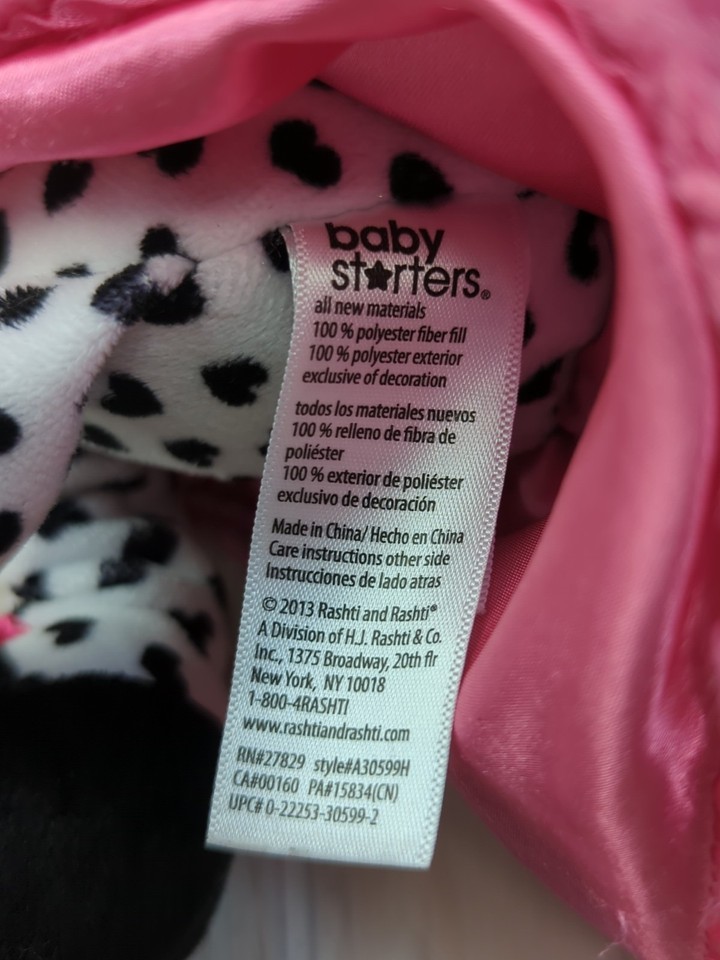 baby
st★rters®
all new materials
100 % polyester fiber fill
100 % polyester exterior
exclusive of decoration
todos los materiales nuevos
100 % relleno de fibra de
poliéster
100 % exterior de poliéster
exclusivo de decoración
Made in China/ Hecho en China
Care instructions other side
Instrucciones de lado atras
© 2013 Rashti and Rashti®
A Division of H.J. Rashti & Co.
Inc., 1375 Broadway, 20th flr
New York, NY 10018
1-800-4RASHTI
www.rashtiandrashti.com
RN#27829 style#A30599H
CA#00160 PA#15834(CN)
UPC# 0-22253-30599-2